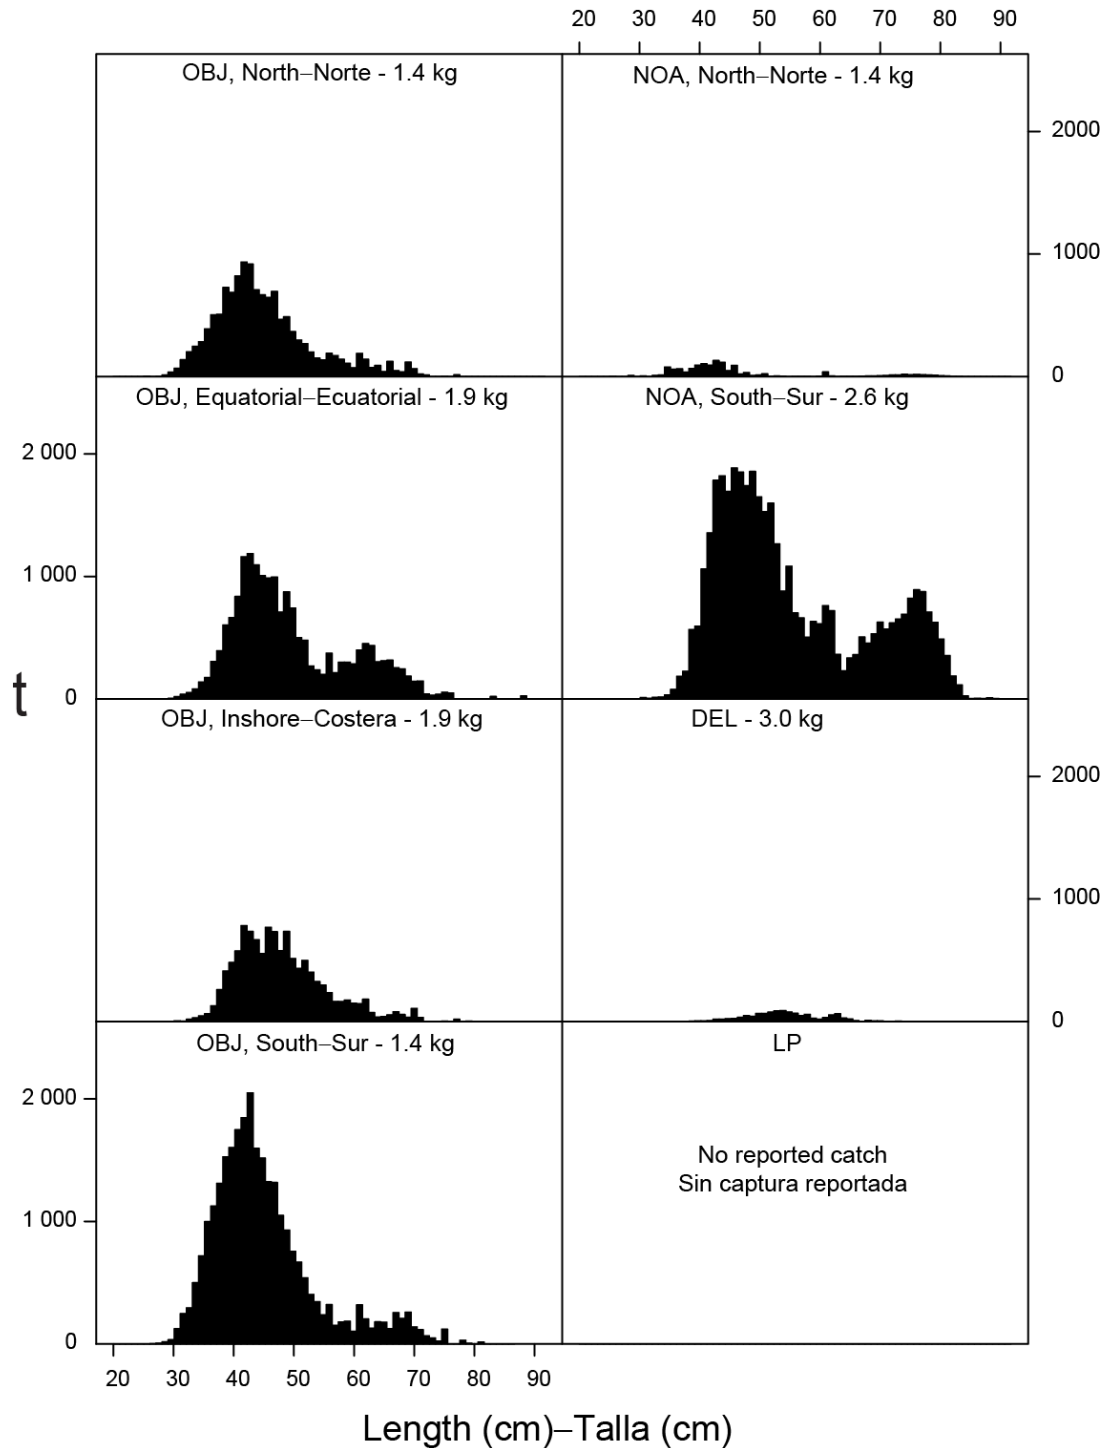 20 30 40 50 60 70 80 90
OBJ, North–Norte - 1.4 kg
NOA, North–Norte - 1.4 kg
2000
1000
0
OBJ, Equatorial–Ecuatorial - 1.9 kg
NOA, South–Sur - 2.6 kg
2 000
1 000
0
t
OBJ, Inshore–Costera - 1.9 kg
DEL - 3.0 kg
2000
1000
0
OBJ, South–Sur - 1.4 kg
LP
2 000
No reported catch
Sin captura reportada
1 000
0
20 30 40 50 60 70 80 90
Length (cm)–Talla (cm)